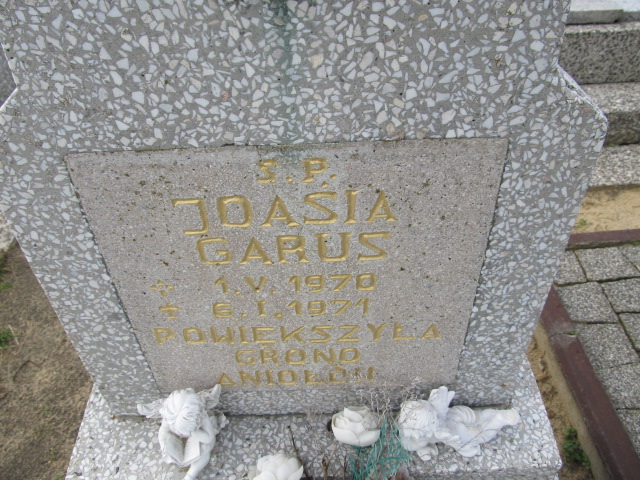 Ś.P.
JOASIA
GARUS
* 1.V.1970
+ 6.I.1971
POWIĘKSZYŁA
GRONO
ANIOŁÓW